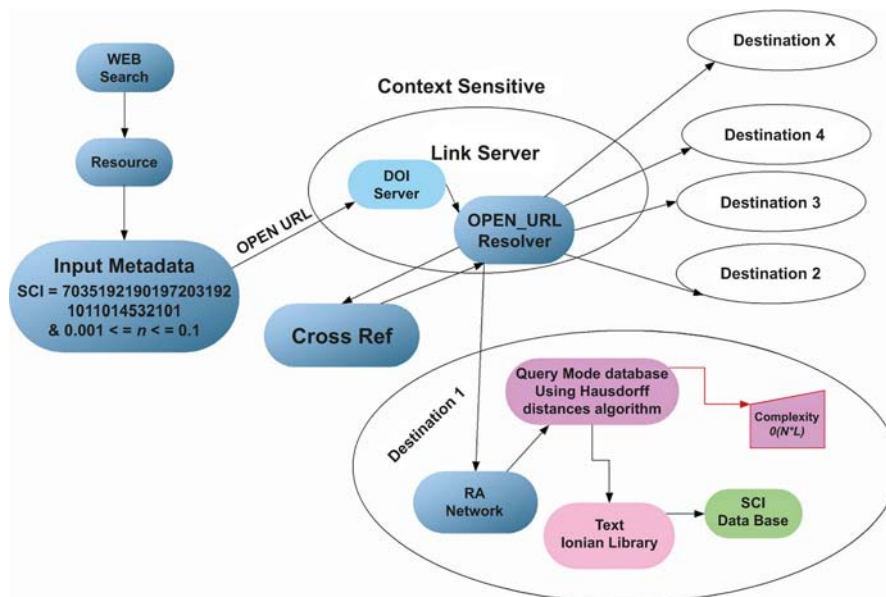 WEB
Search
Resource
Input Metadata
SCI = 7035192190197203192
1011014532101
& 0.001 < = n < = 0.1
OPEN URL
Context Sensitive
Link Server
DOI
Server
OPEN_URL
Resolver
Cross Ref
Destination X
Destination 4
Destination 3
Destination 2
Destination 1
Query Mode database
Using Hausdorff
distances algorithm
Complexity
0(N*L)
RA
Network
Text
Ionian Library
SCI
Data Base